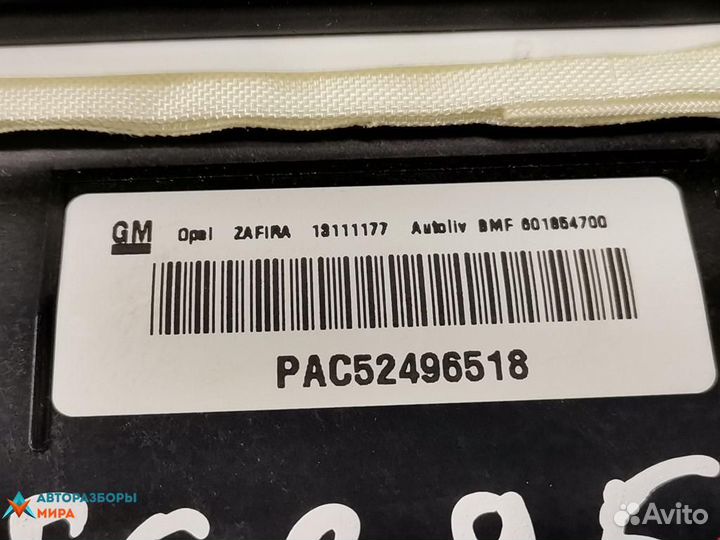 GM Opel ZAFIRA 13111177 Autoliv BMF 601654700
PAC52496518
АВТОРАЗБОРЫ
МИРА
Avito